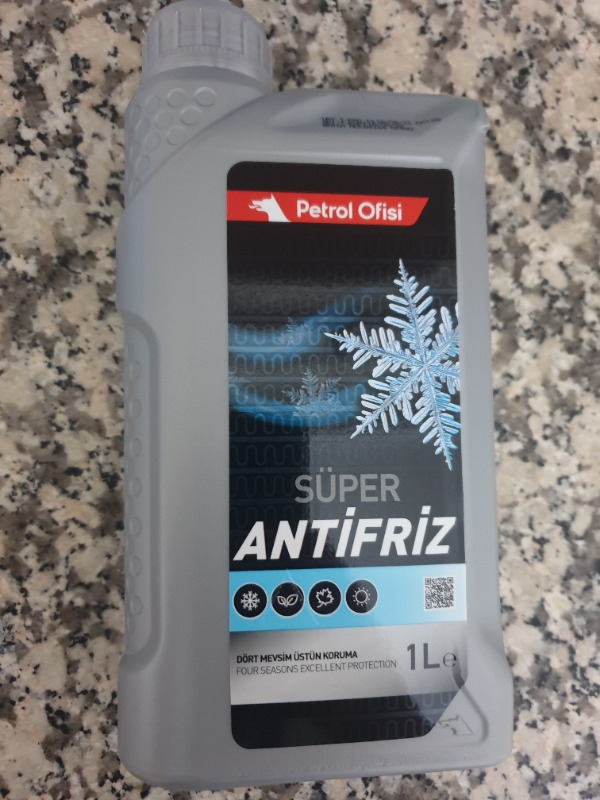 Petrol Ofisi
SÜPER
ANTİFRİZ
DÖRT MEVSİM ÜSTÜN KORUMA
FOUR SEASONS EXCELLENT PROTECTION
1L e